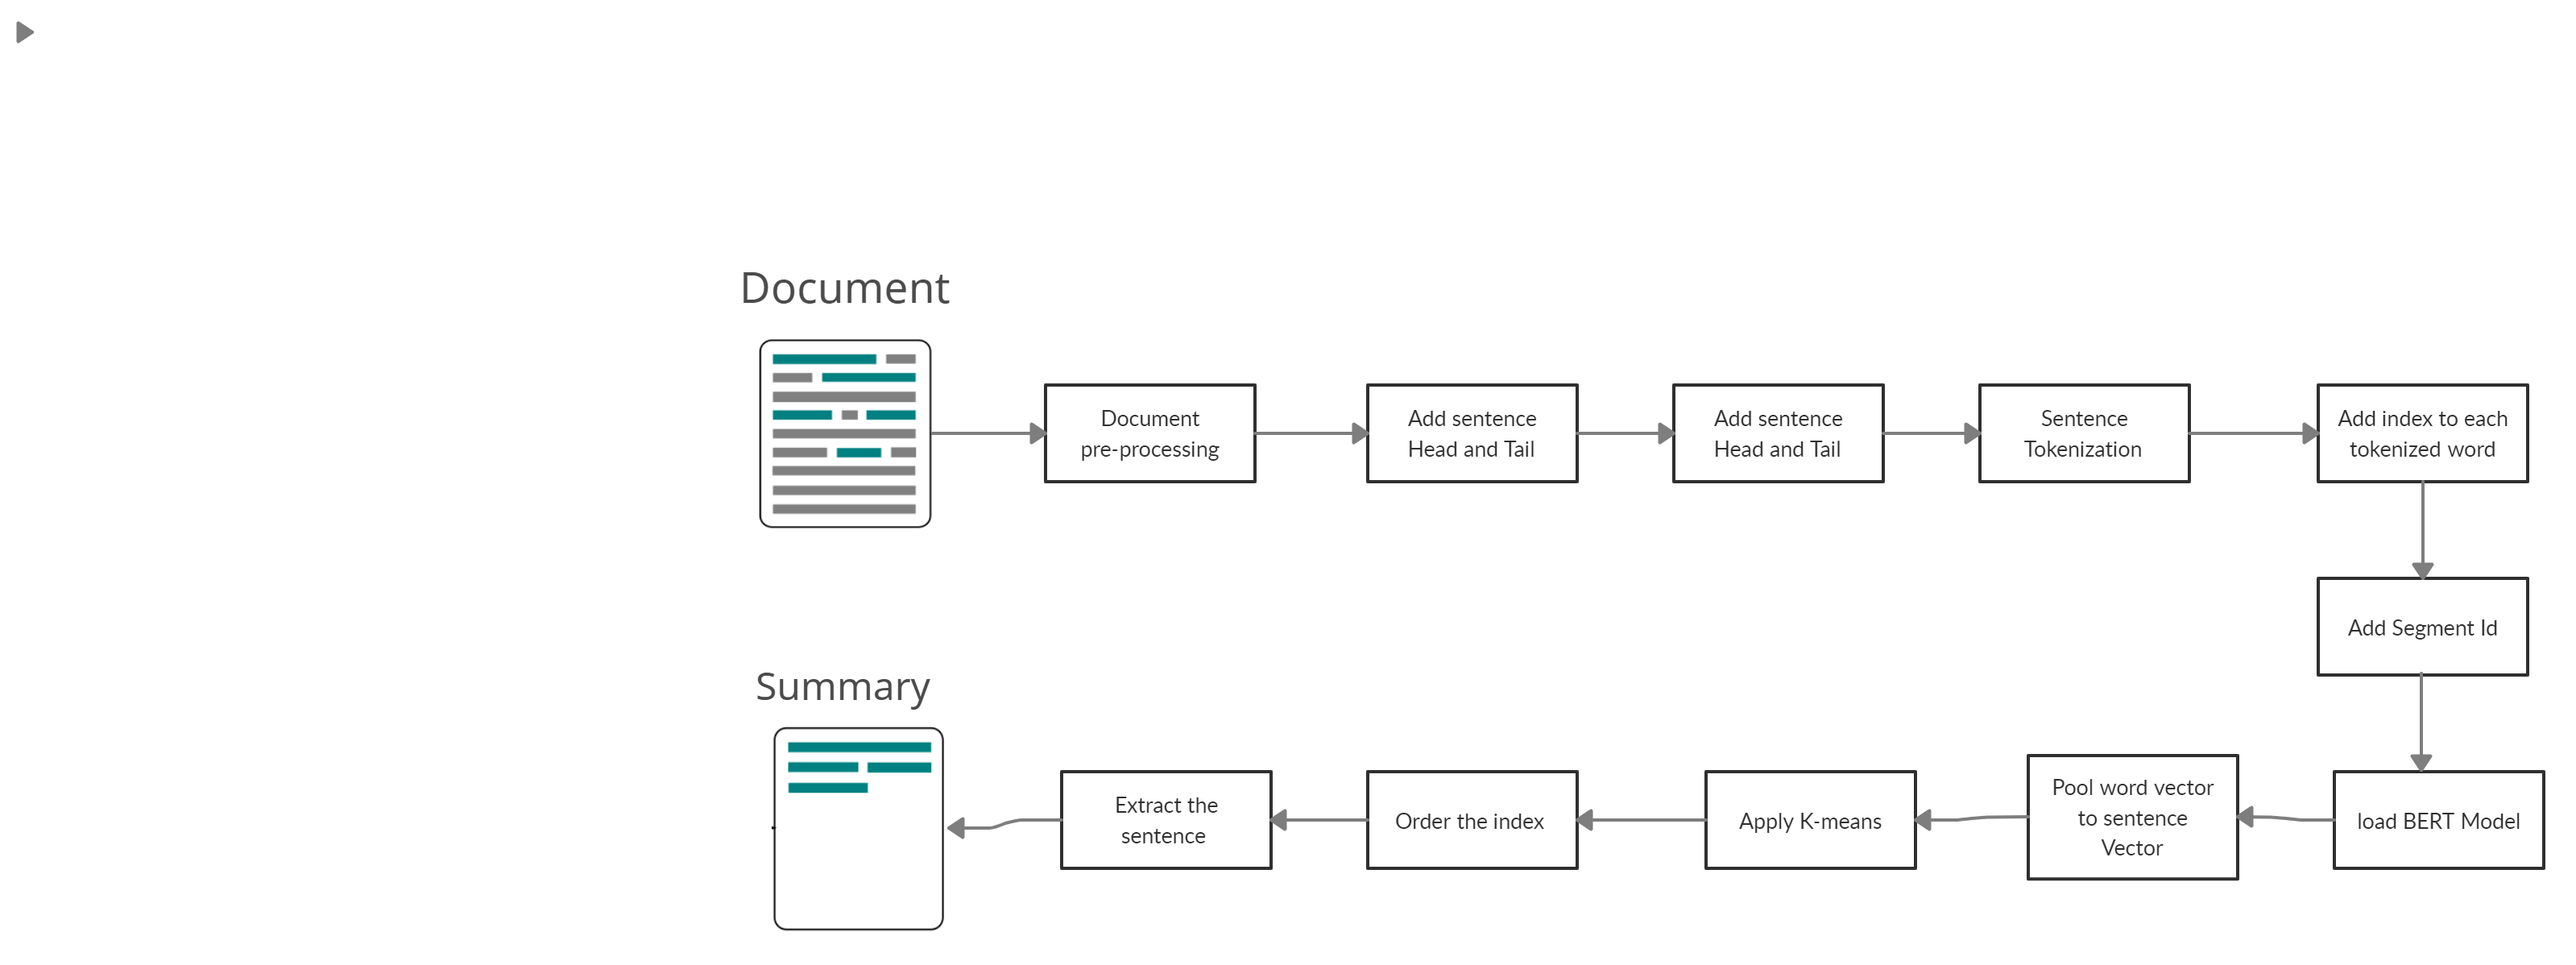 Document
Document
pre-processing
Add sentence
Head and Tail
Add sentence
Head and Tail
Sentence
Tokenization
Add index to each
tokenized word
Add Segment Id
load BERT Model
Pool word vector
to sentence
Vector
Apply K-means
Order the index
Extract the
sentence
Summary